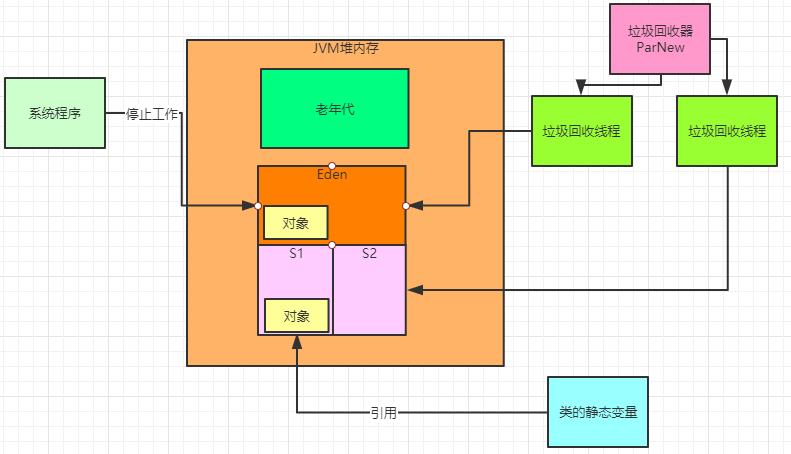 垃圾回收器
ParNew
JVM堆内存
系统程序
停止工作
老年代
垃圾回收线程
垃圾回收线程
Eden
对象
S1
S2
对象
引用
类的静态变量